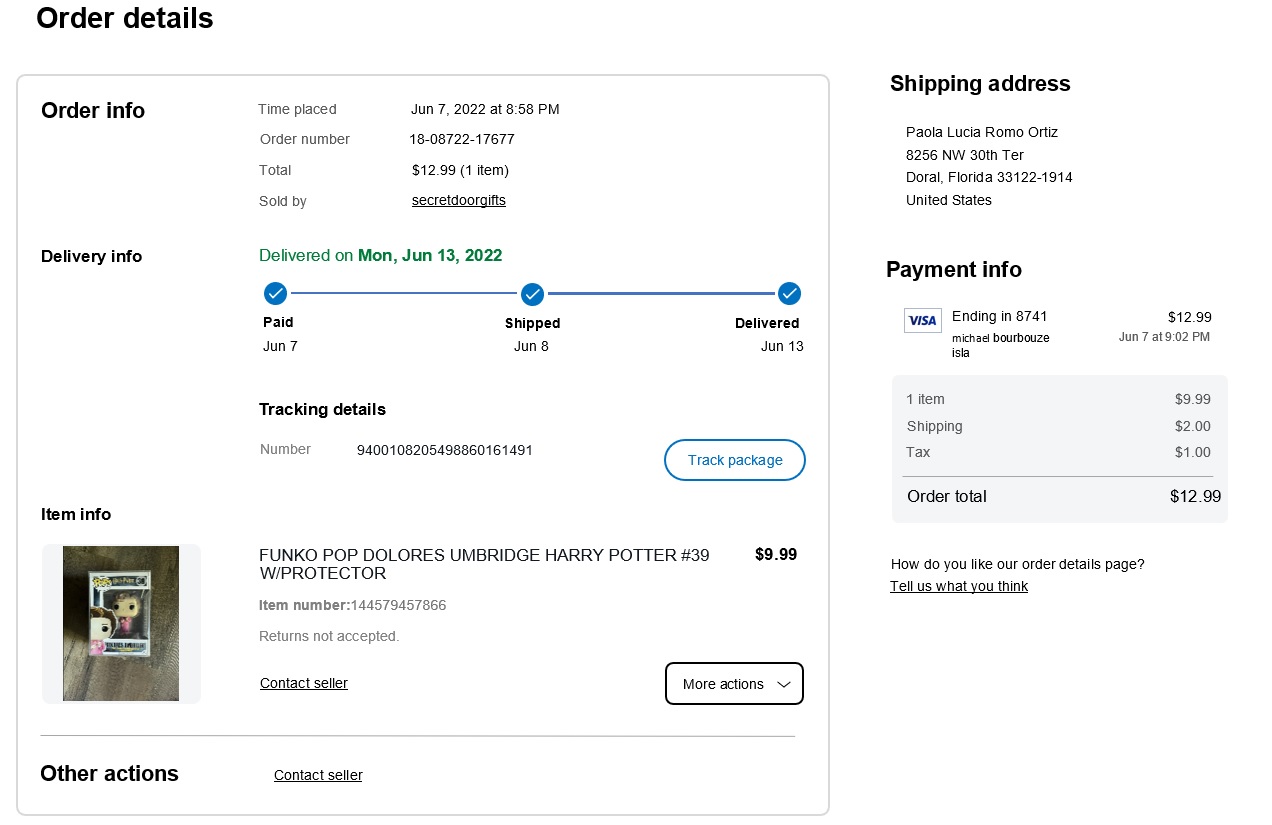 Order details
Order info
Time placed Jun 7, 2022 at 8:58 PM
Order number 18-08722-17677
Total $12.99 (1 item)
Sold by secretdoorgifts
Delivery info
Delivered on Mon, Jun 13, 2022
Paid Shipped Delivered
Jun 7 Jun 8 Jun 13
Tracking details
Number 9400108205498860161491
Track package
Item info
FUNKO POP DOLORES UMBRIDGE HARRY POTTER #39
W/PROTECTOR
$9.99
Item number:144579457866
Returns not accepted.
Contact seller
More actions
Other actions
Contact seller
Shipping address
Paola Lucia Romo Ortiz
8256 NW 30th Ter
Doral, Florida 33122-1914
United States
Payment info
VISA Ending in 8741 $12.99
michael bourbouze Jun 7 at 9:02 PM
isla
1 item $9.99
Shipping $2.00
Tax $1.00
Order total $12.99
How do you like our order details page?
Tell us what you think